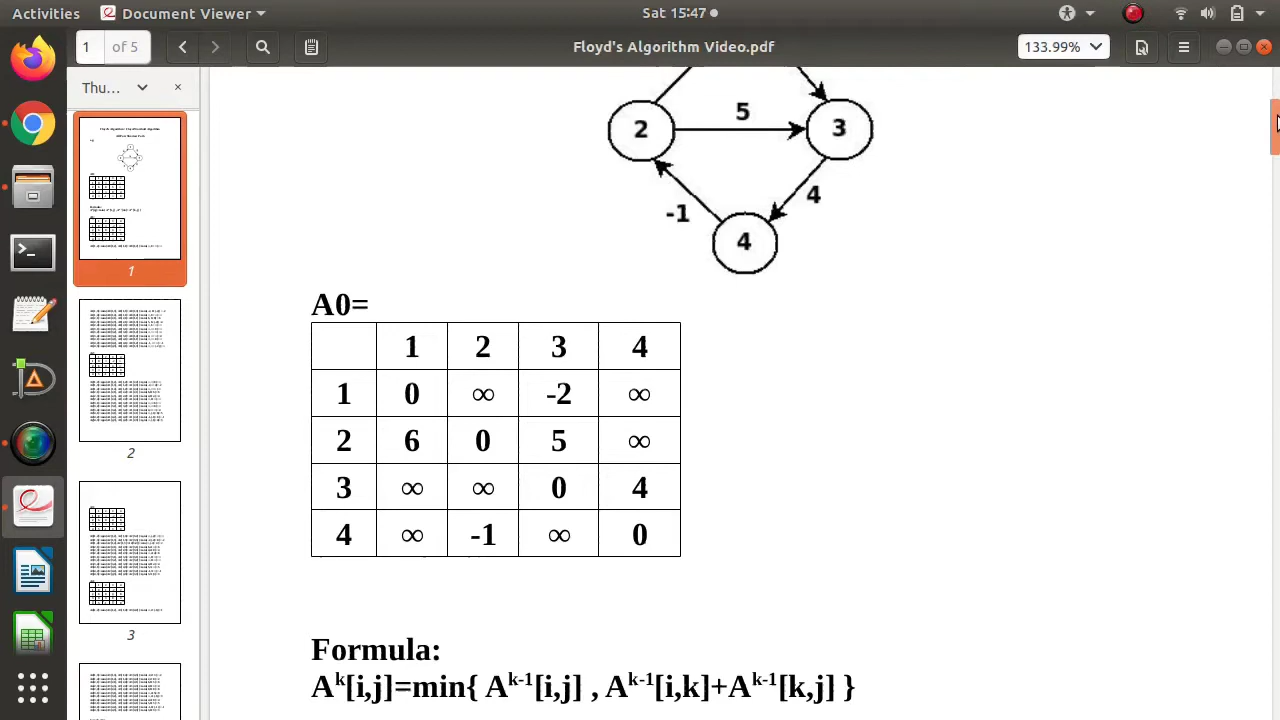 Activities Document Viewer Sat 15:47
1 of 5 Floyd's Algorithm Video.pdf 133.99%
Thu...
1
2
3
5
2 3
-1 4
4
A0=
1 2 3 4
1 0 ∞ -2 ∞
2 6 0 5 ∞
3 ∞ ∞ 0 4
4 ∞ -1 ∞ 0
Formula:
Aᵏ[i,j]=min{ Aᵏ⁻¹[i,j] , Aᵏ⁻¹[i,k]+Aᵏ⁻¹[k,j] }